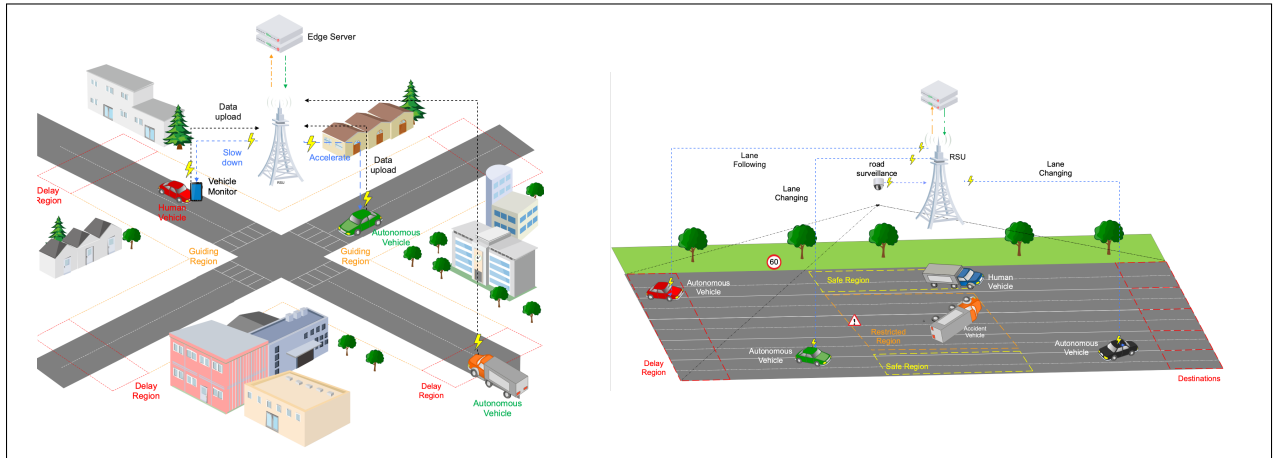 Edge Server
Data
upload
Slow
down
Accelerate
Data
upload
RSU
Vehicle
Monitor
Delay
Region
Human
Vehicle
Autonomous
Vehicle
Guiding
Region
Guiding
Region
Delay
Region
Autonomous
Vehicle
RSU
Lane
Following
road
surveillance
Lane
Changing
Lane
Changing
60
Safe Region
Human
Vehicle
Autonomous
Vehicle
!
Restricted
Region
Accident
Vehicle
Delay
Region
Autonomous
Vehicle
Autonomous
Vehicle
Safe Region
Destinations